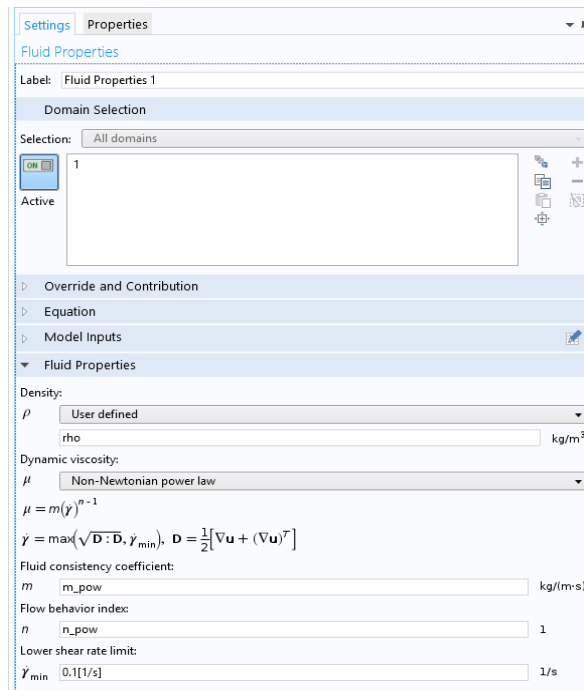 Settings Properties
Fluid Properties
Label: Fluid Properties 1
Domain Selection
Selection: All domains
ON
1
Active
Override and Contribution
Equation
Model Inputs
Fluid Properties
Density:
ρ User defined
rho kg/m³
Dynamic viscosity:
μ Non-Newtonian power law
μ = m(γ̇)ⁿ⁻¹
γ̇ = max(√D : D, γ̇min), D = ½[∇u + (∇u)ᵀ]
Fluid consistency coefficient:
m m_pow kg/(m·s)
Flow behavior index:
n n_pow 1
Lower shear rate limit:
γ̇min 0.1[1/s] 1/s